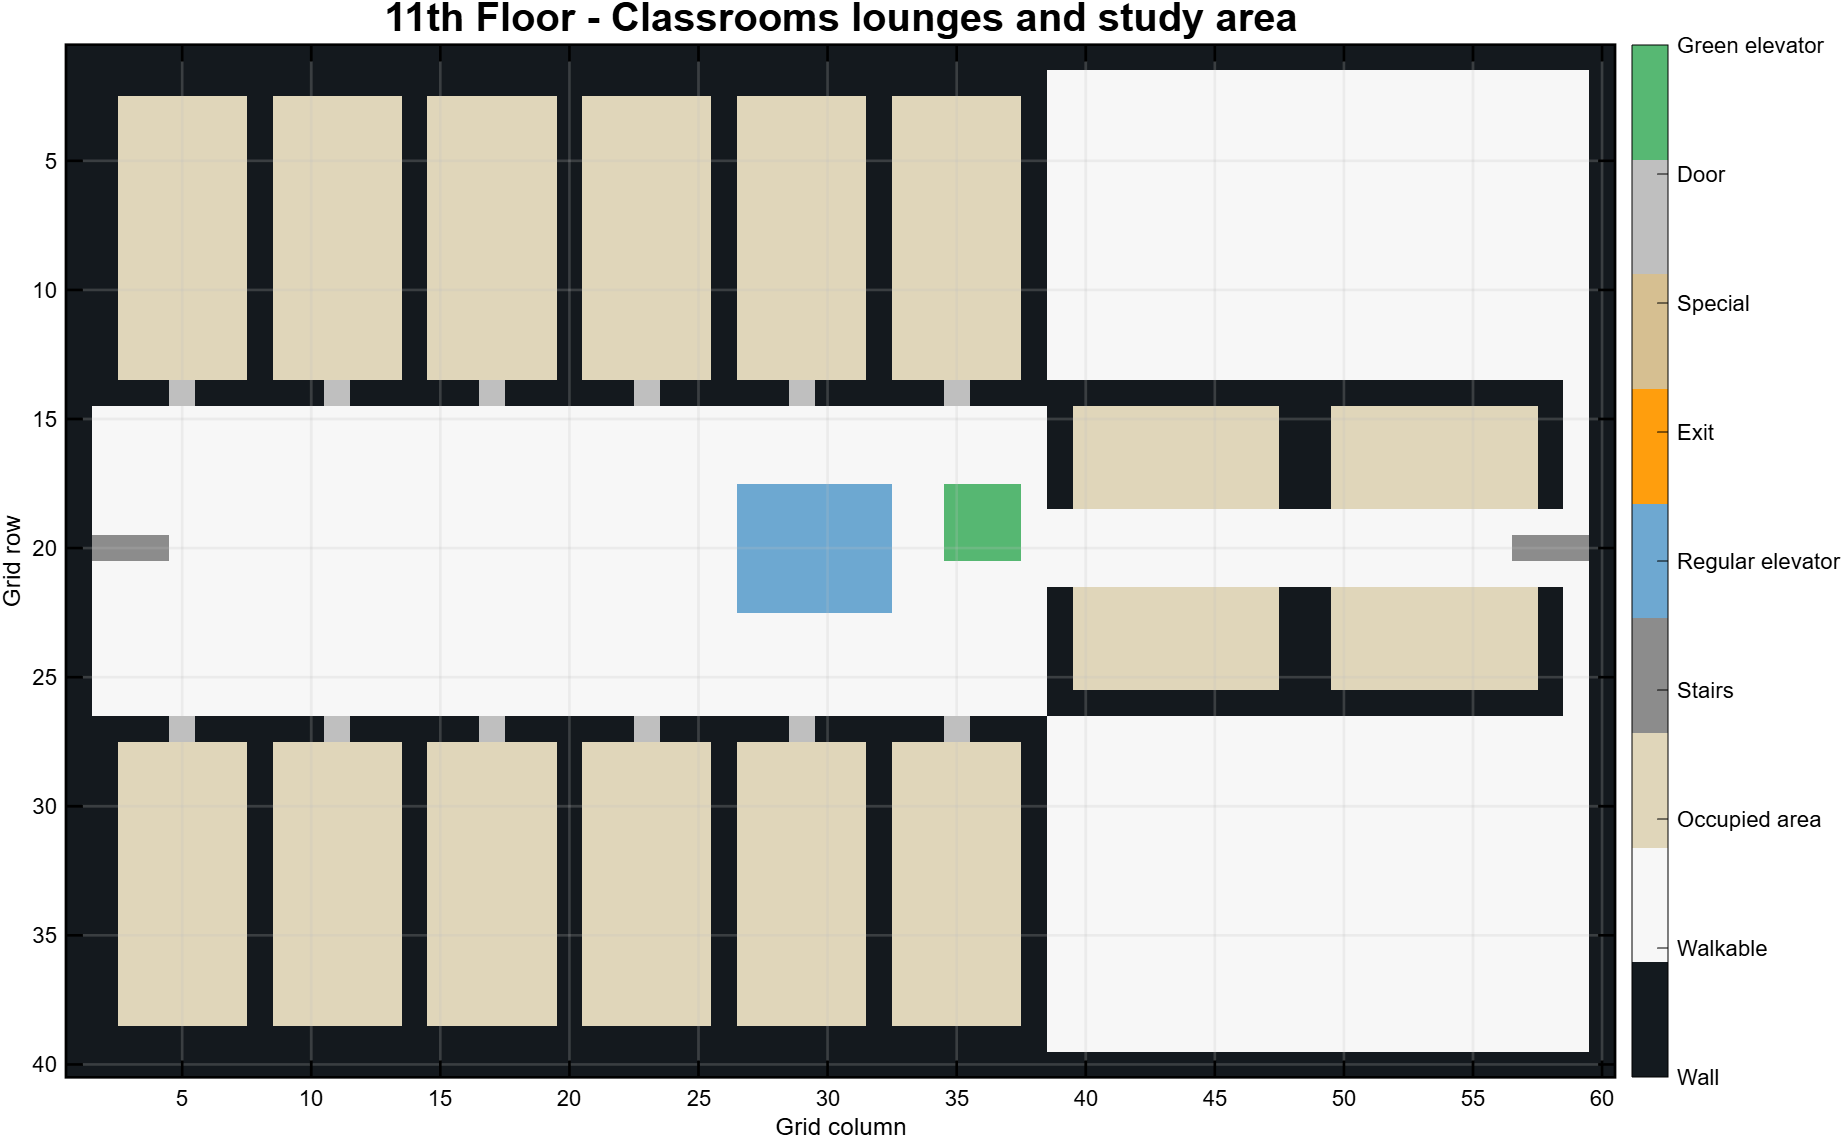 11th Floor - Classrooms lounges and study area
Green elevator
Door
Special
Exit
Regular elevator
Stairs
Occupied area
Walkable
Wall
Grid row
5
10
15
20
25
30
35
40
5 10 15 20 25 30 35 40 45 50 55 60
Grid column